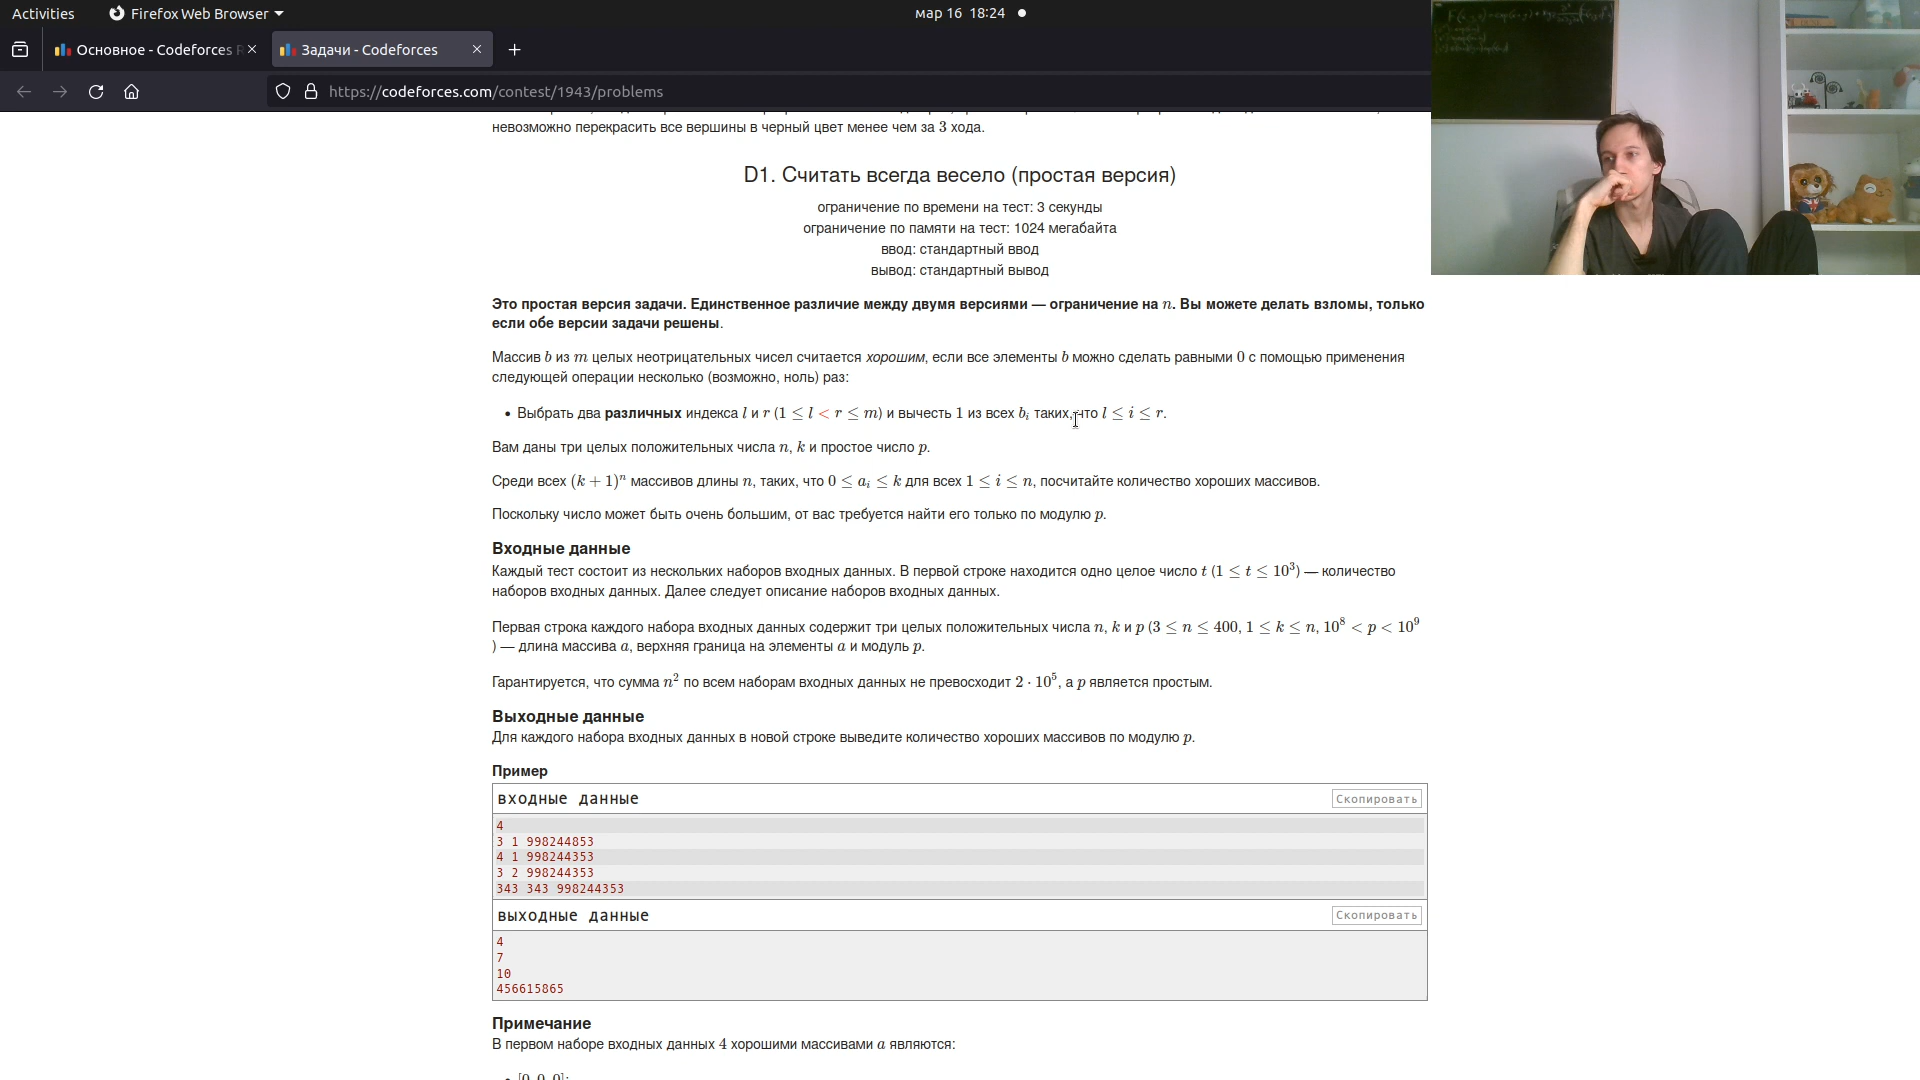 Activities Firefox Web Browser мар 16 18:24
Основное - Codeforces Задачи - Codeforces
https://codeforces.com/contest/1943/problems
невозможно перекрасить все вершины в черный цвет менее чем за 3 хода.
D1. Считать всегда весело (простая версия)
ограничение по времени на тест: 3 секунды
ограничение по памяти на тест: 1024 мегабайта
ввод: стандартный ввод
вывод: стандартный вывод
Это простая версия задачи. Единственное различие между двумя версиями — ограничение на n. Вы можете делать взломы, только
если обе версии задачи решены.
Массив b из m целых неотрицательных чисел считается хорошим, если все элементы b можно сделать равными 0 с помощью применения
следующей операции несколько (возможно, ноль) раз:
• Выбрать два различных индекса l и r (1 ≤ l < r ≤ m) и вычесть 1 из всех b_i таких, что l ≤ i ≤ r.
Вам даны три целых положительных числа n, k и простое число p.
Среди всех (k + 1)^n массивов длины n, таких, что 0 ≤ a_i ≤ k для всех 1 ≤ i ≤ n, посчитайте количество хороших массивов.
Поскольку число может быть очень большим, от вас требуется найти его только по модулю p.
Входные данные
Каждый тест состоит из нескольких наборов входных данных. В первой строке находится одно целое число t (1 ≤ t ≤ 10^3) — количество
наборов входных данных. Далее следует описание наборов входных данных.
Первая строка каждого набора входных данных содержит три целых положительных числа n, k и p (3 ≤ n ≤ 400, 1 ≤ k ≤ n, 10^8 < p < 10^9
) — длина массива a, верхняя граница на элементы a и модуль p.
Гарантируется, что сумма n^2 по всем наборам входных данных не превосходит 2 · 10^5, а p является простым.
Выходные данные
Для каждого набора входных данных в новой строке выведите количество хороших массивов по модулю p.
Пример
входные данные Скопировать
4
3 1 998244853
4 1 998244353
3 2 998244353
343 343 998244353
выходные данные Скопировать
4
7
10
456615865
Примечание
В первом наборе входных данных 4 хорошими массивами a являются:
• [0, 0, 0];